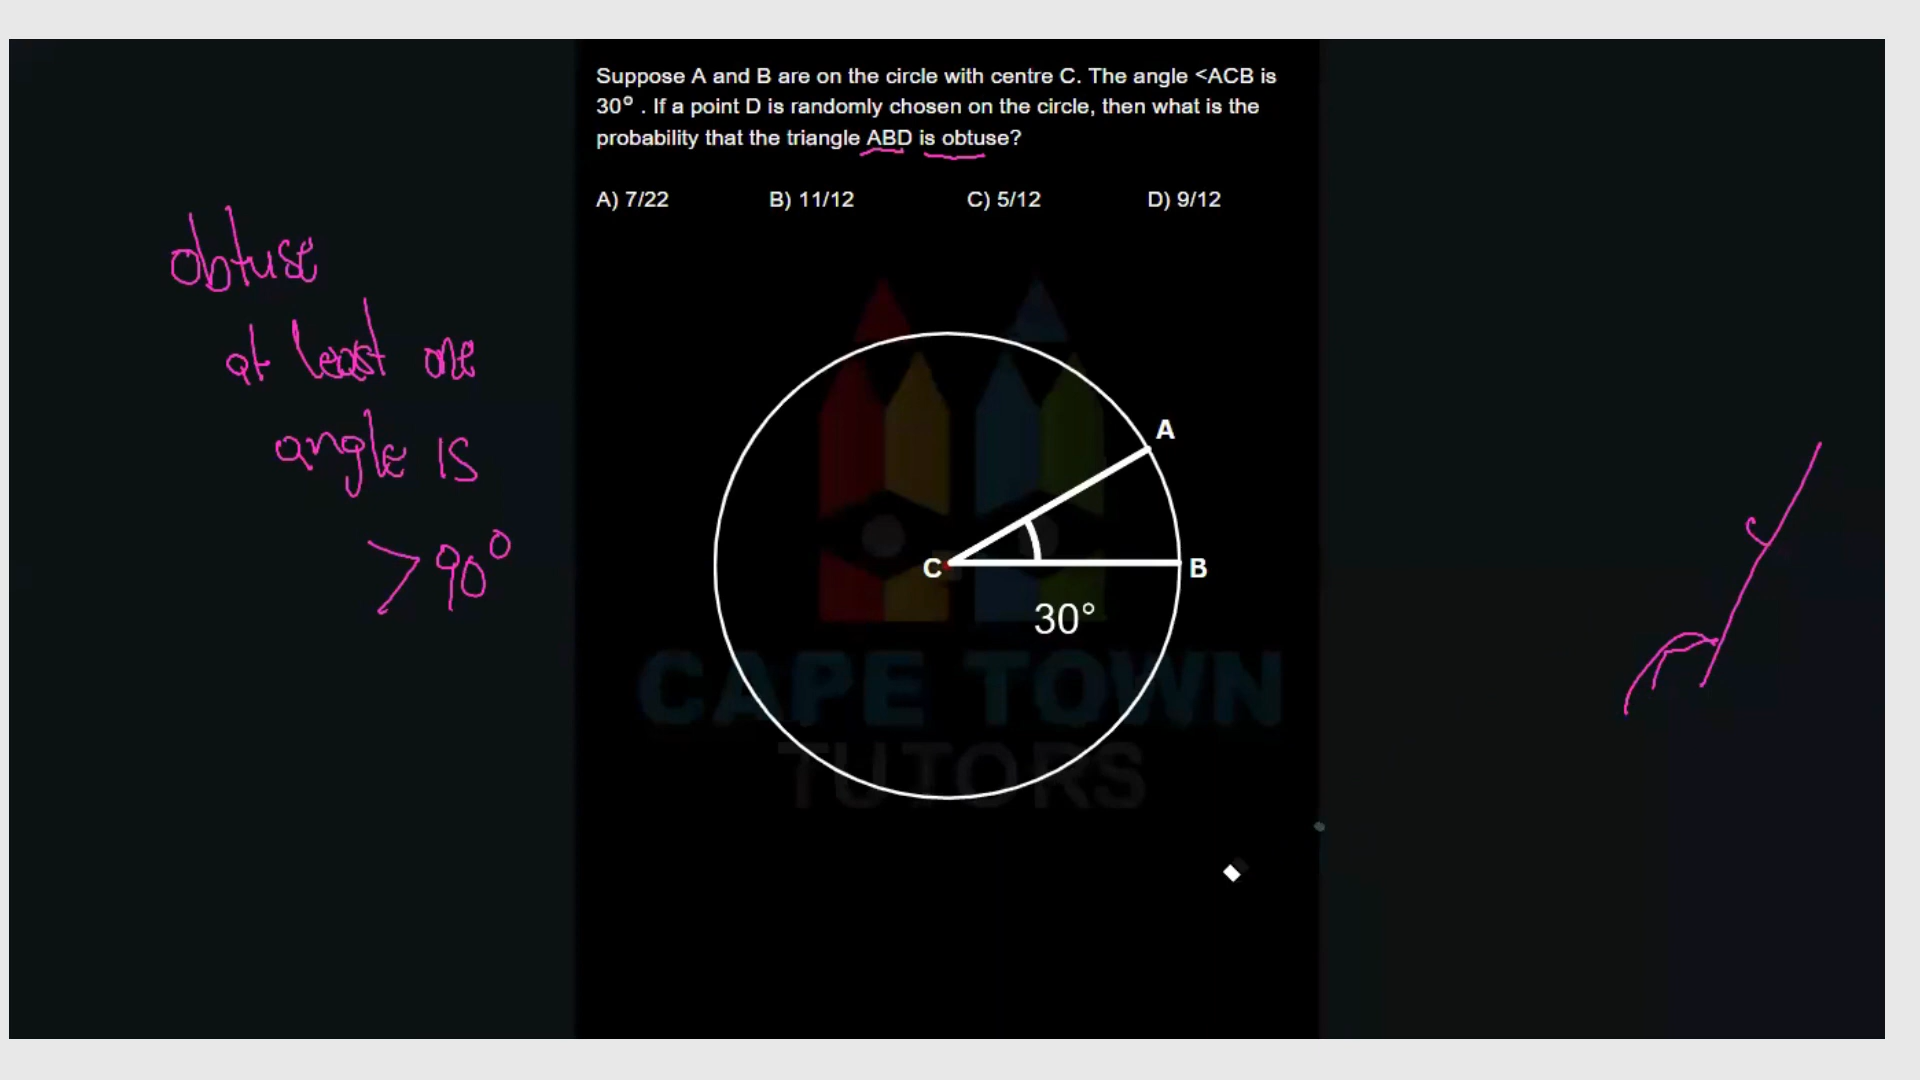 Suppose A and B are on the circle with centre C. The angle <ACB is
30° . If a point D is randomly chosen on the circle, then what is the
probability that the triangle ABD is obtuse?
A) 7/22 B) 11/12 C) 5/12 D) 9/12
obtuse
at least one
angle is
> 90°
A
C
B
30°
CAPE TOWN
TUTORS